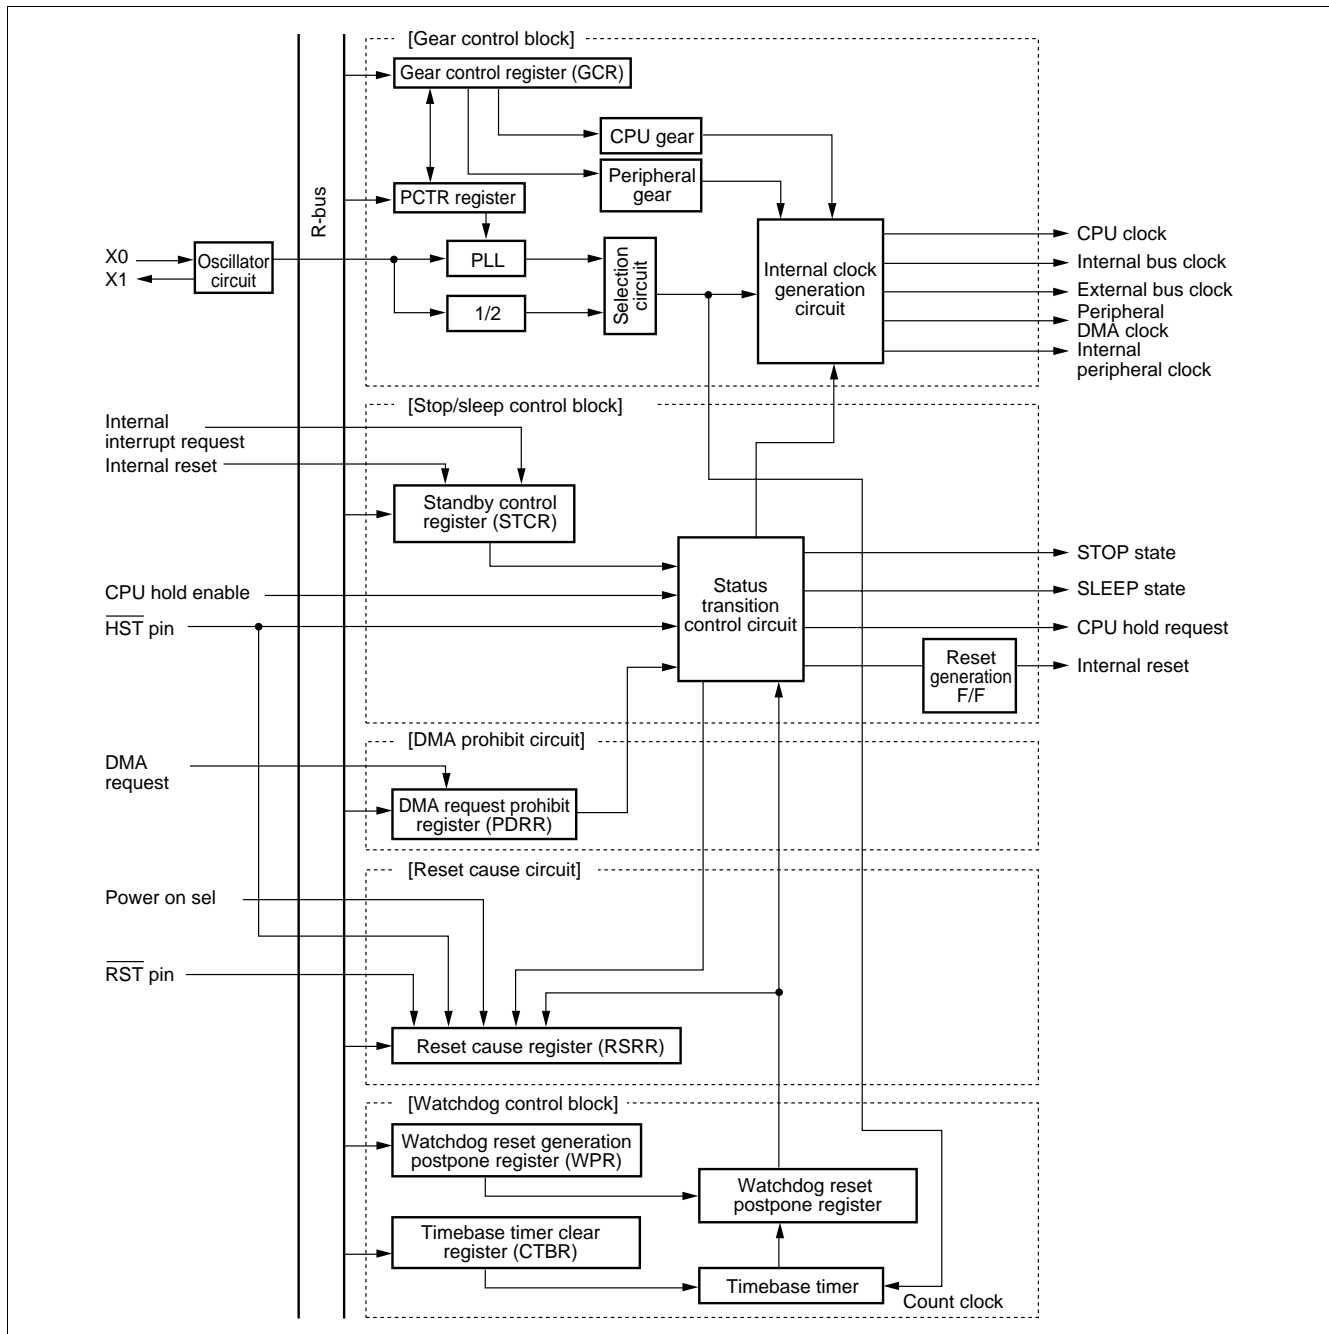 [Gear control block]
Gear control register (GCR)
CPU gear
Peripheral
gear
PCTR register
R-bus
X0
X1
Oscillator
circuit
PLL
1/2
Selection
circuit
Internal clock
generation
circuit
CPU clock
Internal bus clock
External bus clock
Peripheral
DMA clock
Internal
peripheral clock
[Stop/sleep control block]
Internal
interrupt request
Internal reset
Standby control
register (STCR)
CPU hold enable
HST pin
Status
transition
control circuit
STOP state
SLEEP state
CPU hold request
Reset
generation
F/F
Internal reset
[DMA prohibit circuit]
DMA
request
DMA request prohibit
register (PDRR)
[Reset cause circuit]
Power on sel
RST pin
Reset cause register (RSRR)
[Watchdog control block]
Watchdog reset generation
postpone register (WPR)
Watchdog reset
postpone register
Timebase timer clear
register (CTBR)
Timebase timer
Count clock